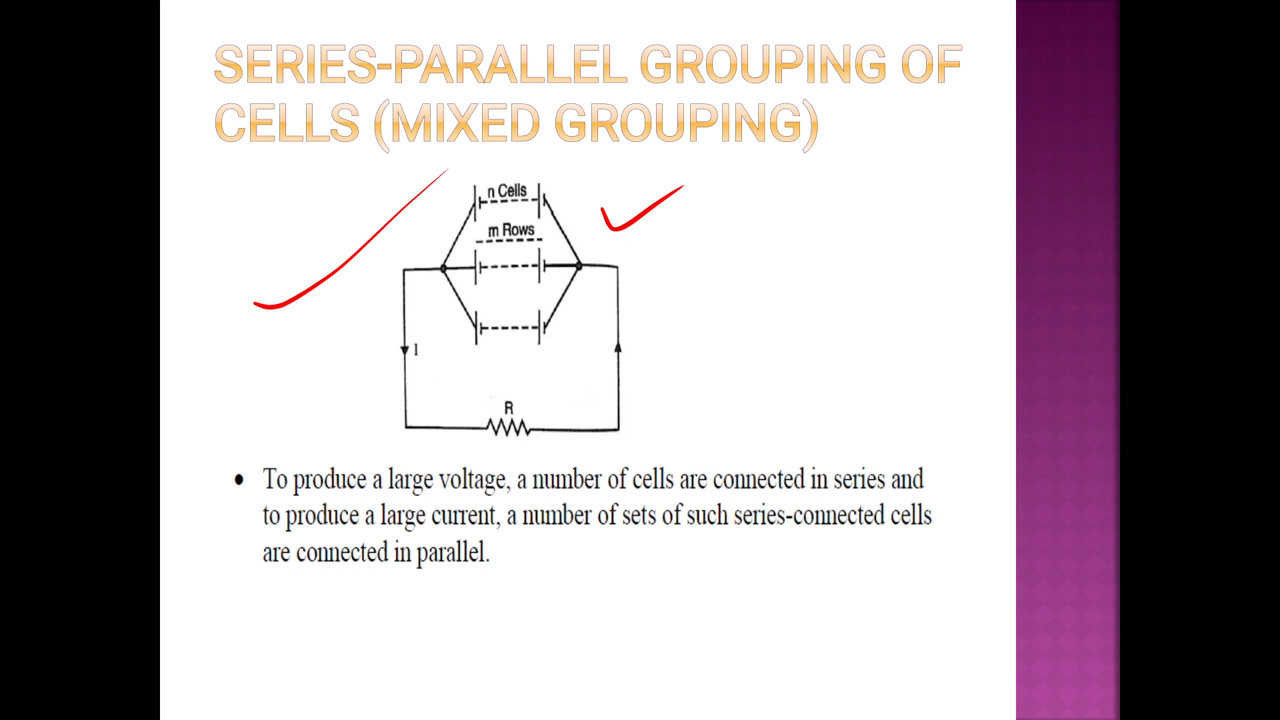 SERIES-PARALLEL GROUPING OF
CELLS (MIXED GROUPING)
n Cells
m Rows
I
R
• To produce a large voltage, a number of cells are connected in series and
to produce a large current, a number of sets of such series-connected cells
are connected in parallel.